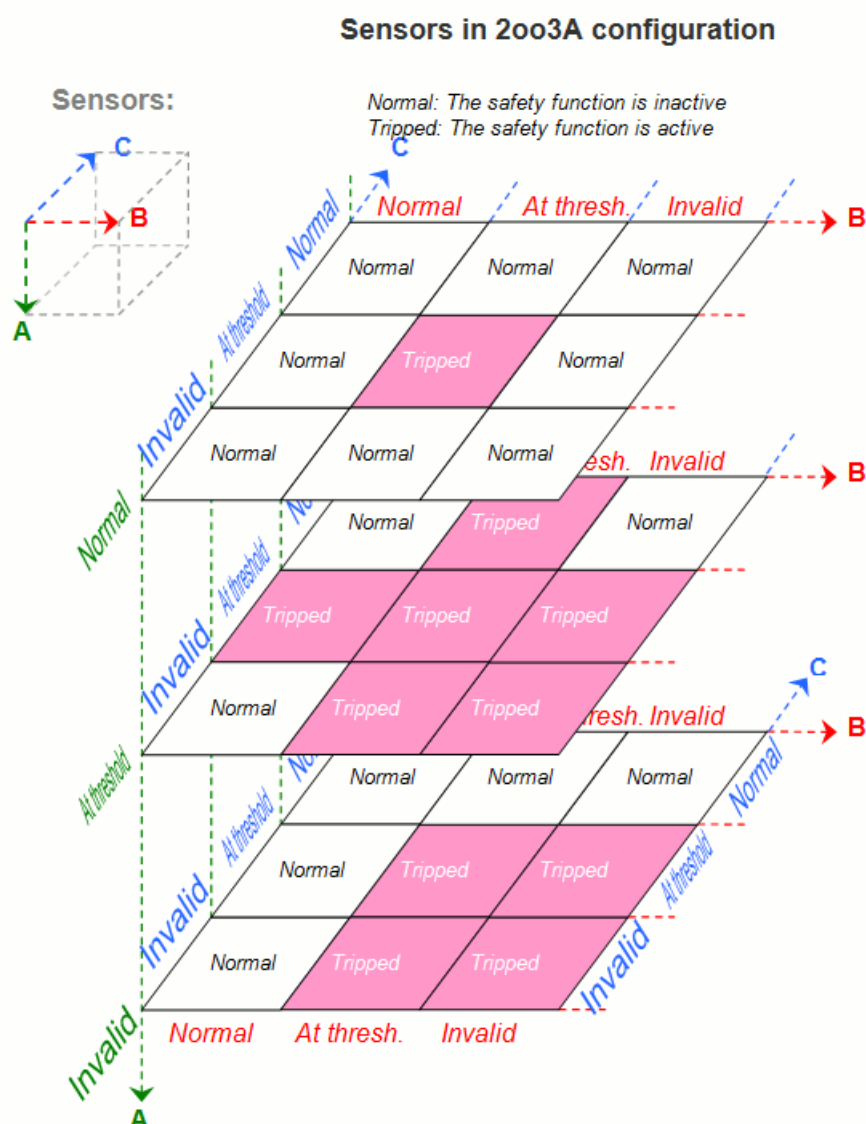 Sensors in 2oo3A configuration
Sensors:
Normal: The safety function is inactive
Tripped: The safety function is active
C
B
A
C
Normal At thresh. Invalid
B
Normal
Normal Normal Normal
At threshold
Normal Tripped Normal
Invalid
Normal Normal Normal
Normal
Invalid
B
Normal Tripped Normal
At threshold
Tripped Tripped Tripped
Invalid
Normal Tripped Tripped
At threshold
C
Invalid
B
Normal Normal Normal
Normal
At threshold
Normal Tripped Tripped
At threshold
Invalid
Normal Tripped Tripped
Invalid
Invalid
Normal At thresh. Invalid
A